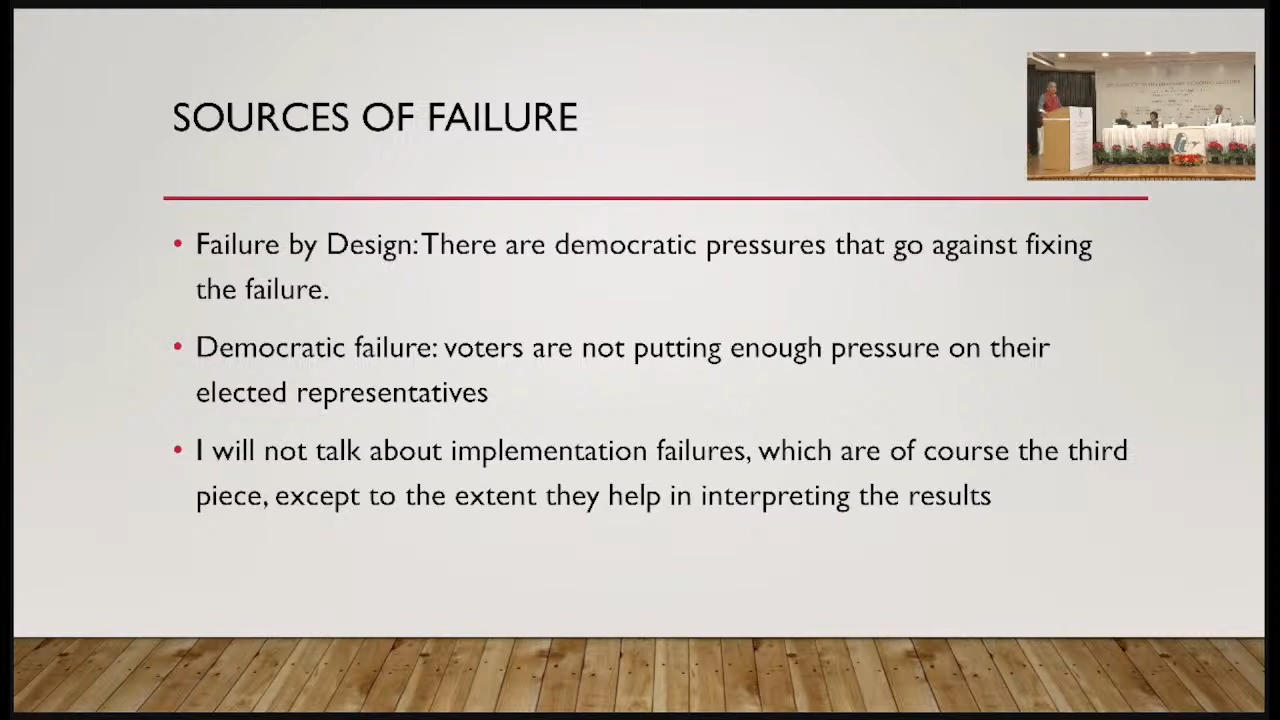 SOURCES OF FAILURE
• Failure by Design: There are democratic pressures that go against fixing
the failure.
• Democratic failure: voters are not putting enough pressure on their
elected representatives
• I will not talk about implementation failures, which are of course the third
piece, except to the extent they help in interpreting the results